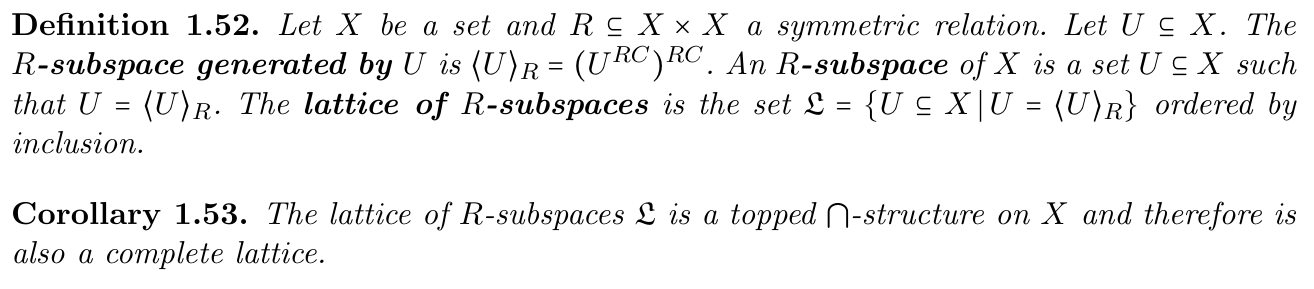 Definition 1.52. Let X be a set and R ⊆ X × X a symmetric relation. Let U ⊆ X. The
R-subspace generated by U is ⟨U⟩_R = (U^{RC})^{RC}. An R-subspace of X is a set U ⊆ X such
that U = ⟨U⟩_R. The lattice of R-subspaces is the set 𝔏 = {U ⊆ X | U = ⟨U⟩_R} ordered by
inclusion.
Corollary 1.53. The lattice of R-subspaces 𝔏 is a topped ⋂-structure on X and therefore is
also a complete lattice.